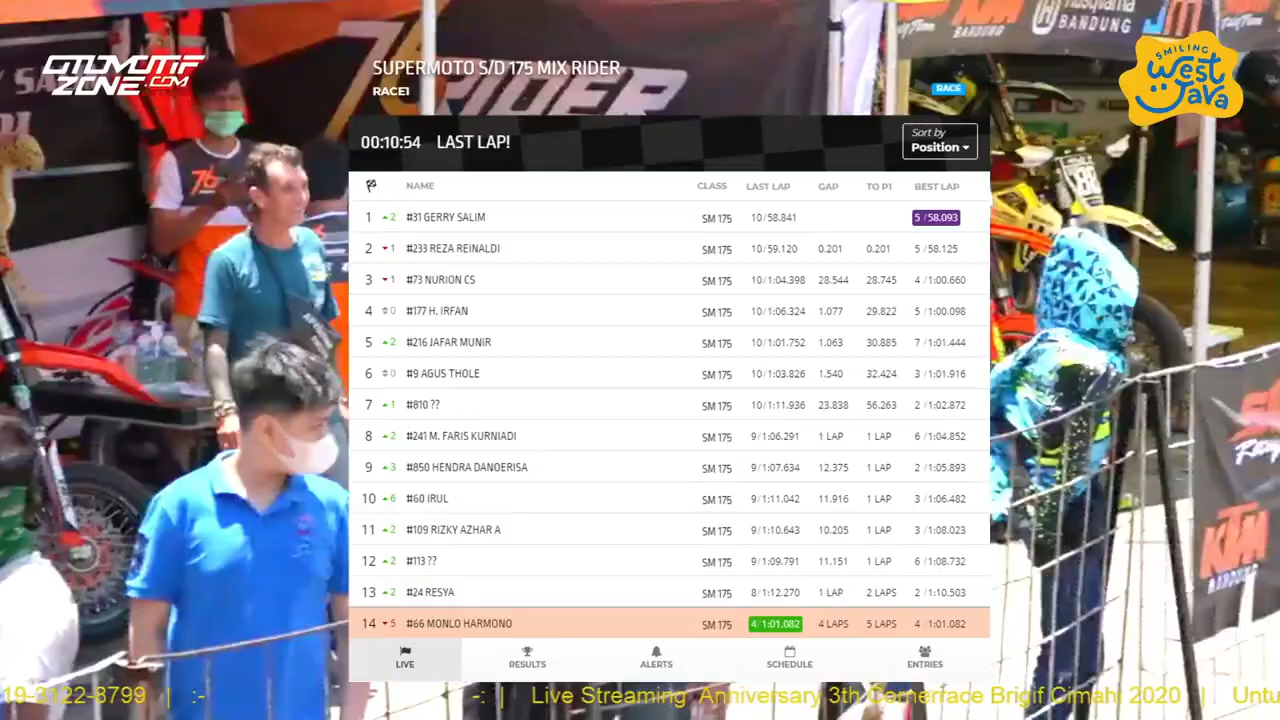 OTOMOTIF
ZONE.COM
SUPERMOTO S/D 175 MIX RIDER
RACE1
RACE
SMILING
West
Java
KTM
BANDUNG
Husqvarna
BANDUNG
76
RIDER
00:10:54 LAST LAP!
Sort by
Position
NAME CLASS LAST LAP GAP TO P1 BEST LAP
1 2 #31 GERRY SALIM SM 175 10/58.841 5/58.093
2 1 #233 REZA REINALDI SM 175 10/59.120 0.201 0.201 5/58.125
3 1 #73 NURION CS SM 175 10/1:04.398 28.544 28.745 4/1:00.660
4 0 #177 H. IRFAN SM 175 10/1:06.324 1.077 29.822 5/1:00.098
5 2 #216 JAFAR MUNIR SM 175 10/1:01.752 1.063 30.885 7/1:01.444
6 0 #9 AGUS THOLE SM 175 10/1:03.826 1.540 32.424 3/1:01.916
7 1 #810 ?? SM 175 10/1:11.936 23.838 56.263 2/1:02.872
8 2 #241 M. FARIS KURNIADI SM 175 9/1:06.291 1 LAP 1 LAP 6/1:04.852
9 3 #850 HENDRA DANOERISA SM 175 9/1:07.634 12.375 1 LAP 2/1:05.893
10 6 #60 IRUL SM 175 9/1:11.042 11.916 1 LAP 3/1:06.482
11 2 #109 RIZKY AZHAR A SM 175 9/1:10.643 10.205 1 LAP 3/1:08.023
12 2 #113 ?? SM 175 9/1:09.791 11.151 1 LAP 6/1:08.732
13 2 #24 RESYA SM 175 8/1:12.270 1 LAP 2 LAPS 2/1:10.503
14 5 #66 MONLO HARMONO SM 175 4/1:01.082 4 LAPS 5 LAPS 4/1:01.082
LIVE RESULTS ALERTS SCHEDULE ENTRIES
76
KTM
BANDUNG
19-3122-8799 | :- -: | Live Streaming Anniversary 3th Cornerrace Brigif Cimahi 2020 | Untu